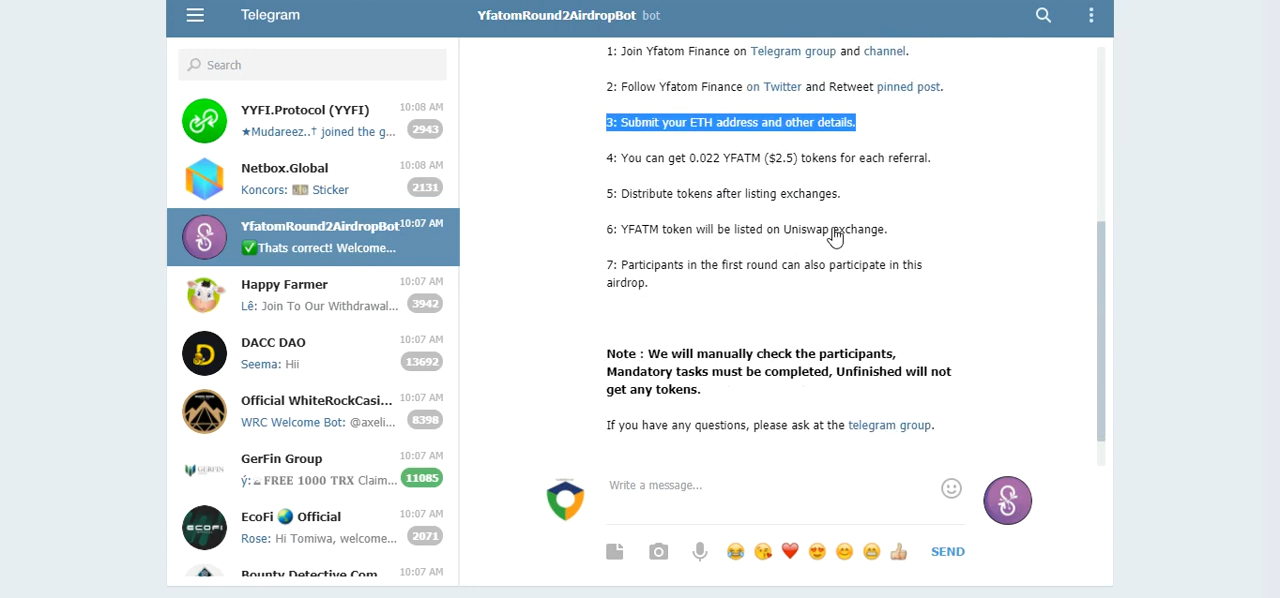 Telegram
YfatomRound2AirdropBot bot
Search
YYFI.Protocol (YYFI) 10:08 AM
★Mudareez..† joined the g... 2943
Netbox.Global 10:08 AM
Koncors: Sticker 2131
YfatomRound2AirdropBot 10:07 AM
✅Thats correct! Welcome...
Happy Farmer 10:07 AM
Lê: Join To Our Withdrawal... 3942
DACC DAO 10:07 AM
Seema: Hii 13692
Official WhiteRockCasi... 10:07 AM
WRC Welcome Bot: @axeli... 8398
GerFin Group 10:07 AM
ý: FREE 1000 TRX Claim... 11085
EcoFi 🌏 Official 10:07 AM
Rose: Hi Tomiwa, welcome... 2071
Bounty Detective Com 10:07 AM
1: Join Yfatom Finance on Telegram group and channel.
2: Follow Yfatom Finance on Twitter and Retweet pinned post.
3: Submit your ETH address and other details.
4: You can get 0.022 YFATM ($2.5) tokens for each referral.
5: Distribute tokens after listing exchanges.
6: YFATM token will be listed on Uniswap exchange.
7: Participants in the first round can also participate in this
airdrop.
Note : We will manually check the participants,
Mandatory tasks must be completed, Unfinished will not
get any tokens.
If you have any questions, please ask at the telegram group.
Write a message...
SEND
GERFIN
ECOFI